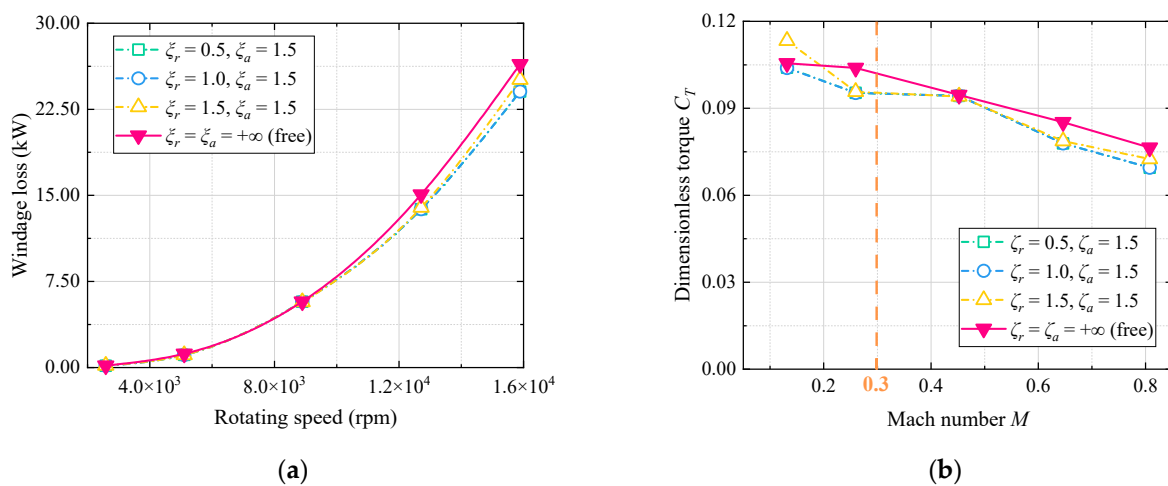 30.00
22.50
15.00
7.50
0.00
Windage loss (kW)
ξr = 0.5, ξa = 1.5
ξr = 1.0, ξa = 1.5
ξr = 1.5, ξa = 1.5
ξr = ξa = +∞ (free)
4.0×10³ 8.0×10³ 1.2×10⁴ 1.6×10⁴
Rotating speed (rpm)
(a)
0.12
0.09
0.06
0.03
0.00
Dimensionless torque CT
ζr = 0.5, ζa = 1.5
ζr = 1.0, ζa = 1.5
ζr = 1.5, ζa = 1.5
ζr = ζa = +∞ (free)
0.2 0.3 0.4 0.6 0.8
Mach number M
(b)